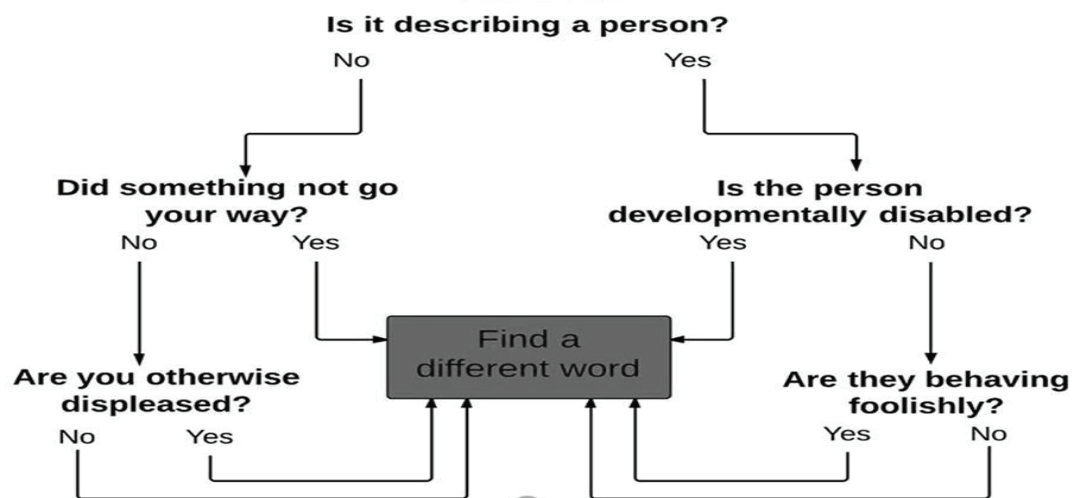 Is it describing a person?
No
Yes
Did something not go
your way?
Is the person
developmentally disabled?
No
Yes
Yes
No
Find a
different word
Are you otherwise
displeased?
Are they behaving
foolishly?
No
Yes
Yes
No